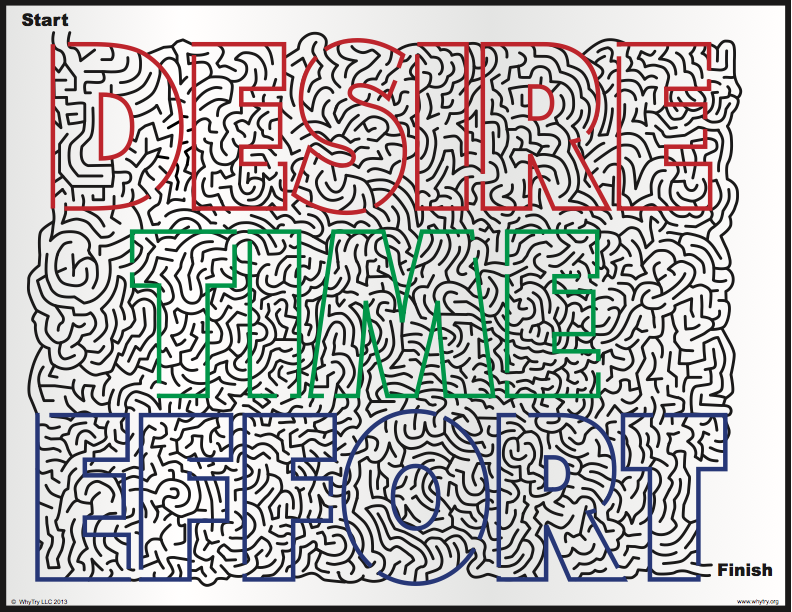 Start
DESIRE
TIME
EFFORT
Finish
© WhyTry LLC 2013
www.whytry.org